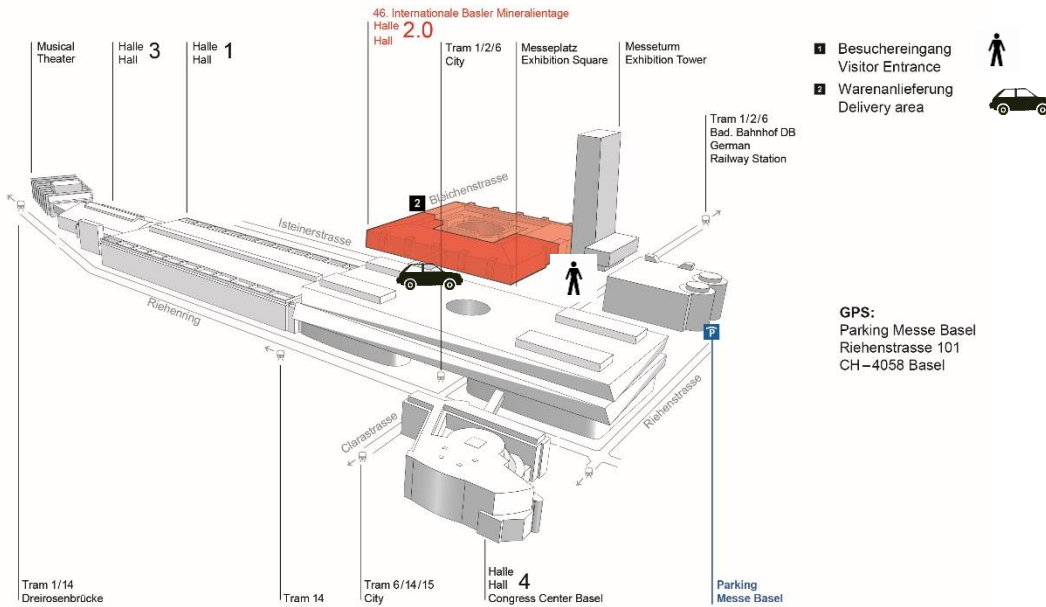 46. Internationale Basler Mineralientage
Halle
Hall 2.0
Musical
Theater
Halle
Hall 3
Halle
Hall 1
Tram 1/2/6
City
Messeplatz
Exhibition Square
Messeturm
Exhibition Tower
1 Besuchereingang
Visitor Entrance
2 Warenanlieferung
Delivery area
Tram 1/2/6
Bad. Bahnhof DB
German
Railway Station
2
Bleichenstrasse
Isteinerstrasse
Riehenring
GPS:
Parking Messe Basel
Riehenstrasse 101
CH–4058 Basel
P
Riehenstrasse
Clarastrasse
Tram 1/14
Dreirosenbrücke
Tram 14
Tram 6/14/15
City
Halle
Hall 4
Congress Center Basel
Parking
Messe Basel